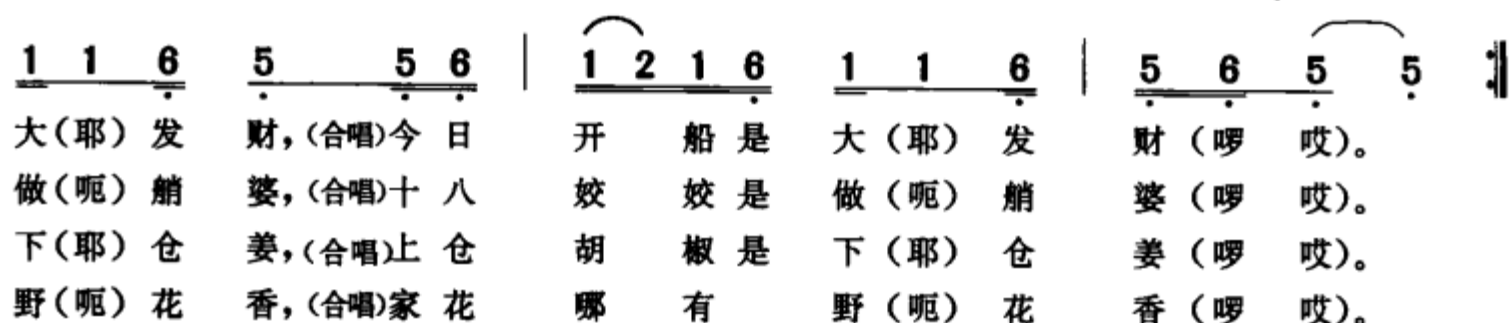 1 1 6 5 5 6 | 1 2 1 6 1 1 6 | 5 6 5 5
大(耶)发 财,(合唱)今 日 开 船 是 大(耶)发 财(啰 哎)。
做(呃)艄 婆,(合唱)十 八 姣 姣 是 做(呃)艄 婆(啰 哎)。
下(耶)仓 姜,(合唱)上 仓 胡 椒 是 下(耶)仓 姜(啰 哎)。
野(呃)花 香,(合唱)家 花 哪 有 野(呃)花 香(啰 哎)。